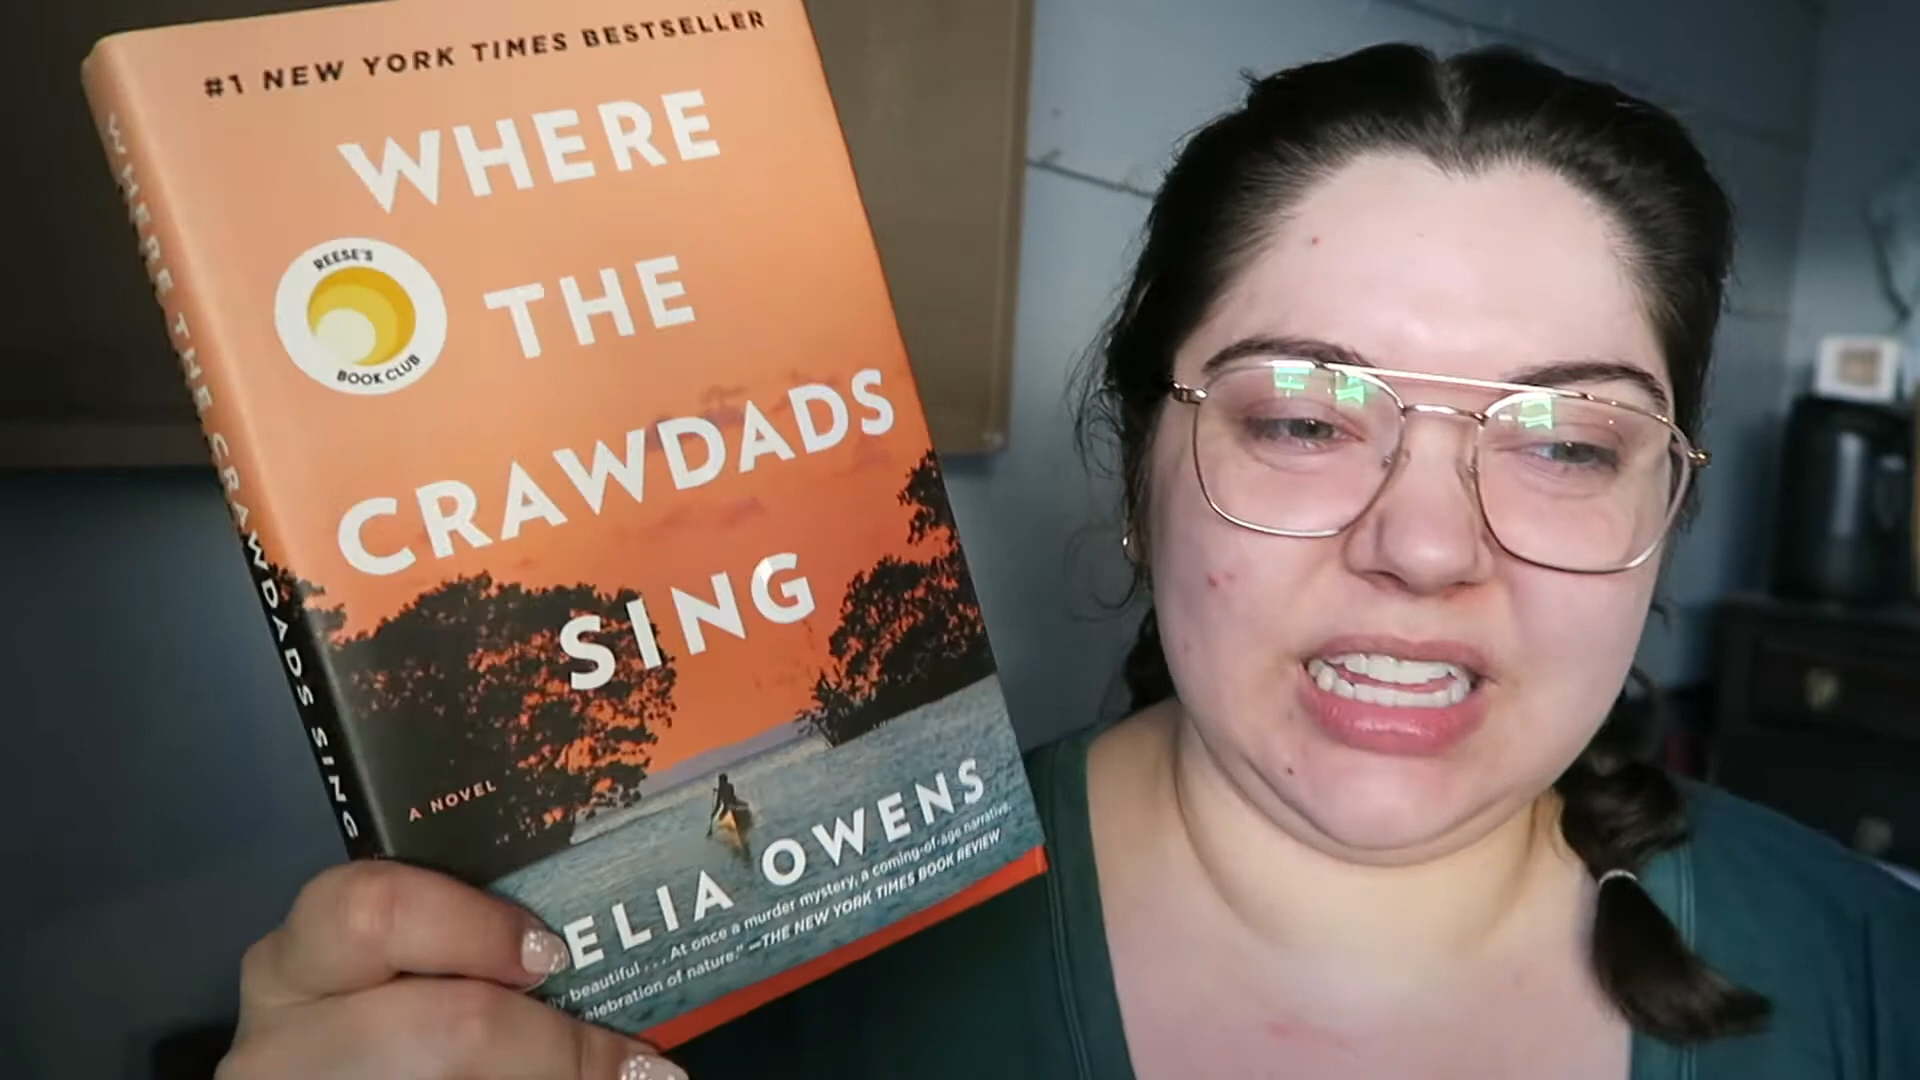 #1 NEW YORK TIMES BESTSELLER
WHERE
THE
CRAWDADS
SING
REESE'S
BOOK CLUB
A NOVEL
ELIA OWENS
beautiful . . . At once a murder mystery, a coming-of-age narrative,
elebration of nature." —THE NEW YORK TIMES BOOK REVIEW
WHERE THE CRAWDADS SING